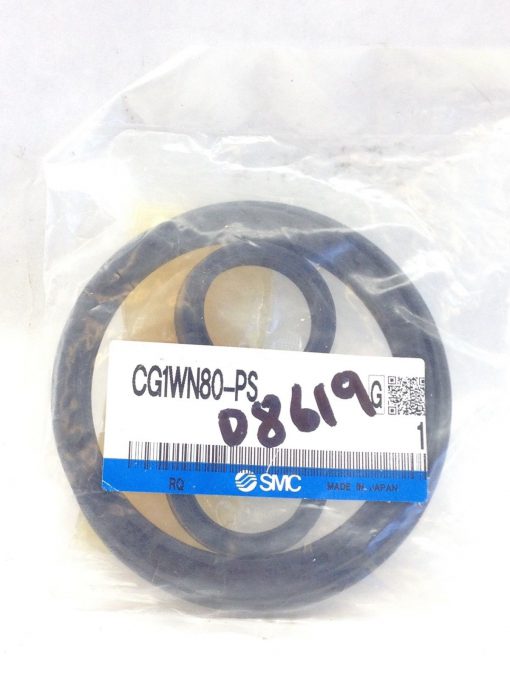 CG1WN80-PS
G
D8619
1
RQ
SMC
MADE IN JAPAN